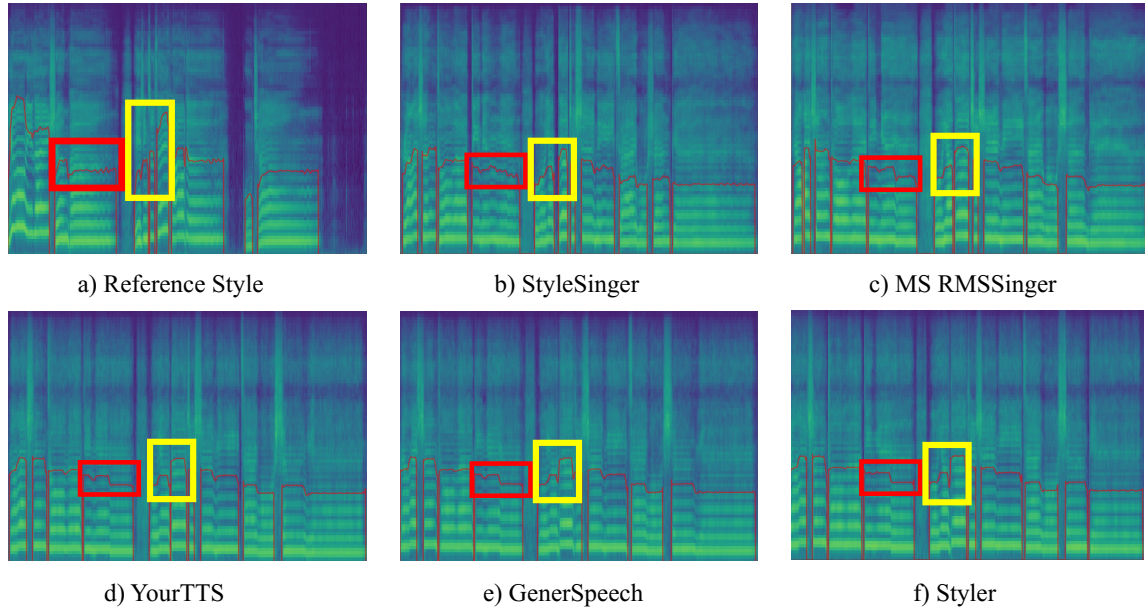 a) Reference Style
b) StyleSinger
c) MS RMSSinger
d) YourTTS
e) GenerSpeech
f) Styler